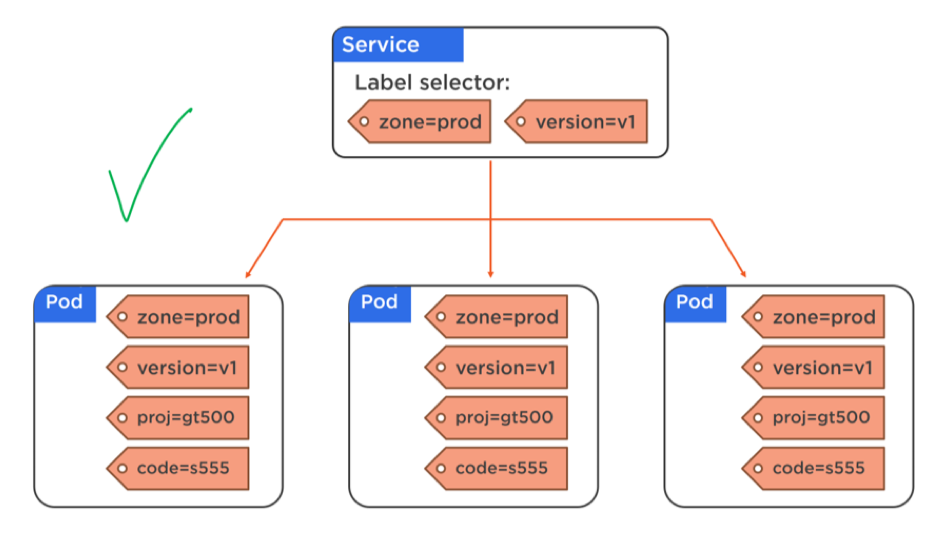 Service
Label selector:
zone=prod version=v1
Pod
zone=prod
version=v1
proj=gt500
code=s555
Pod
zone=prod
version=v1
proj=gt500
code=s555
Pod
zone=prod
version=v1
proj=gt500
code=s555